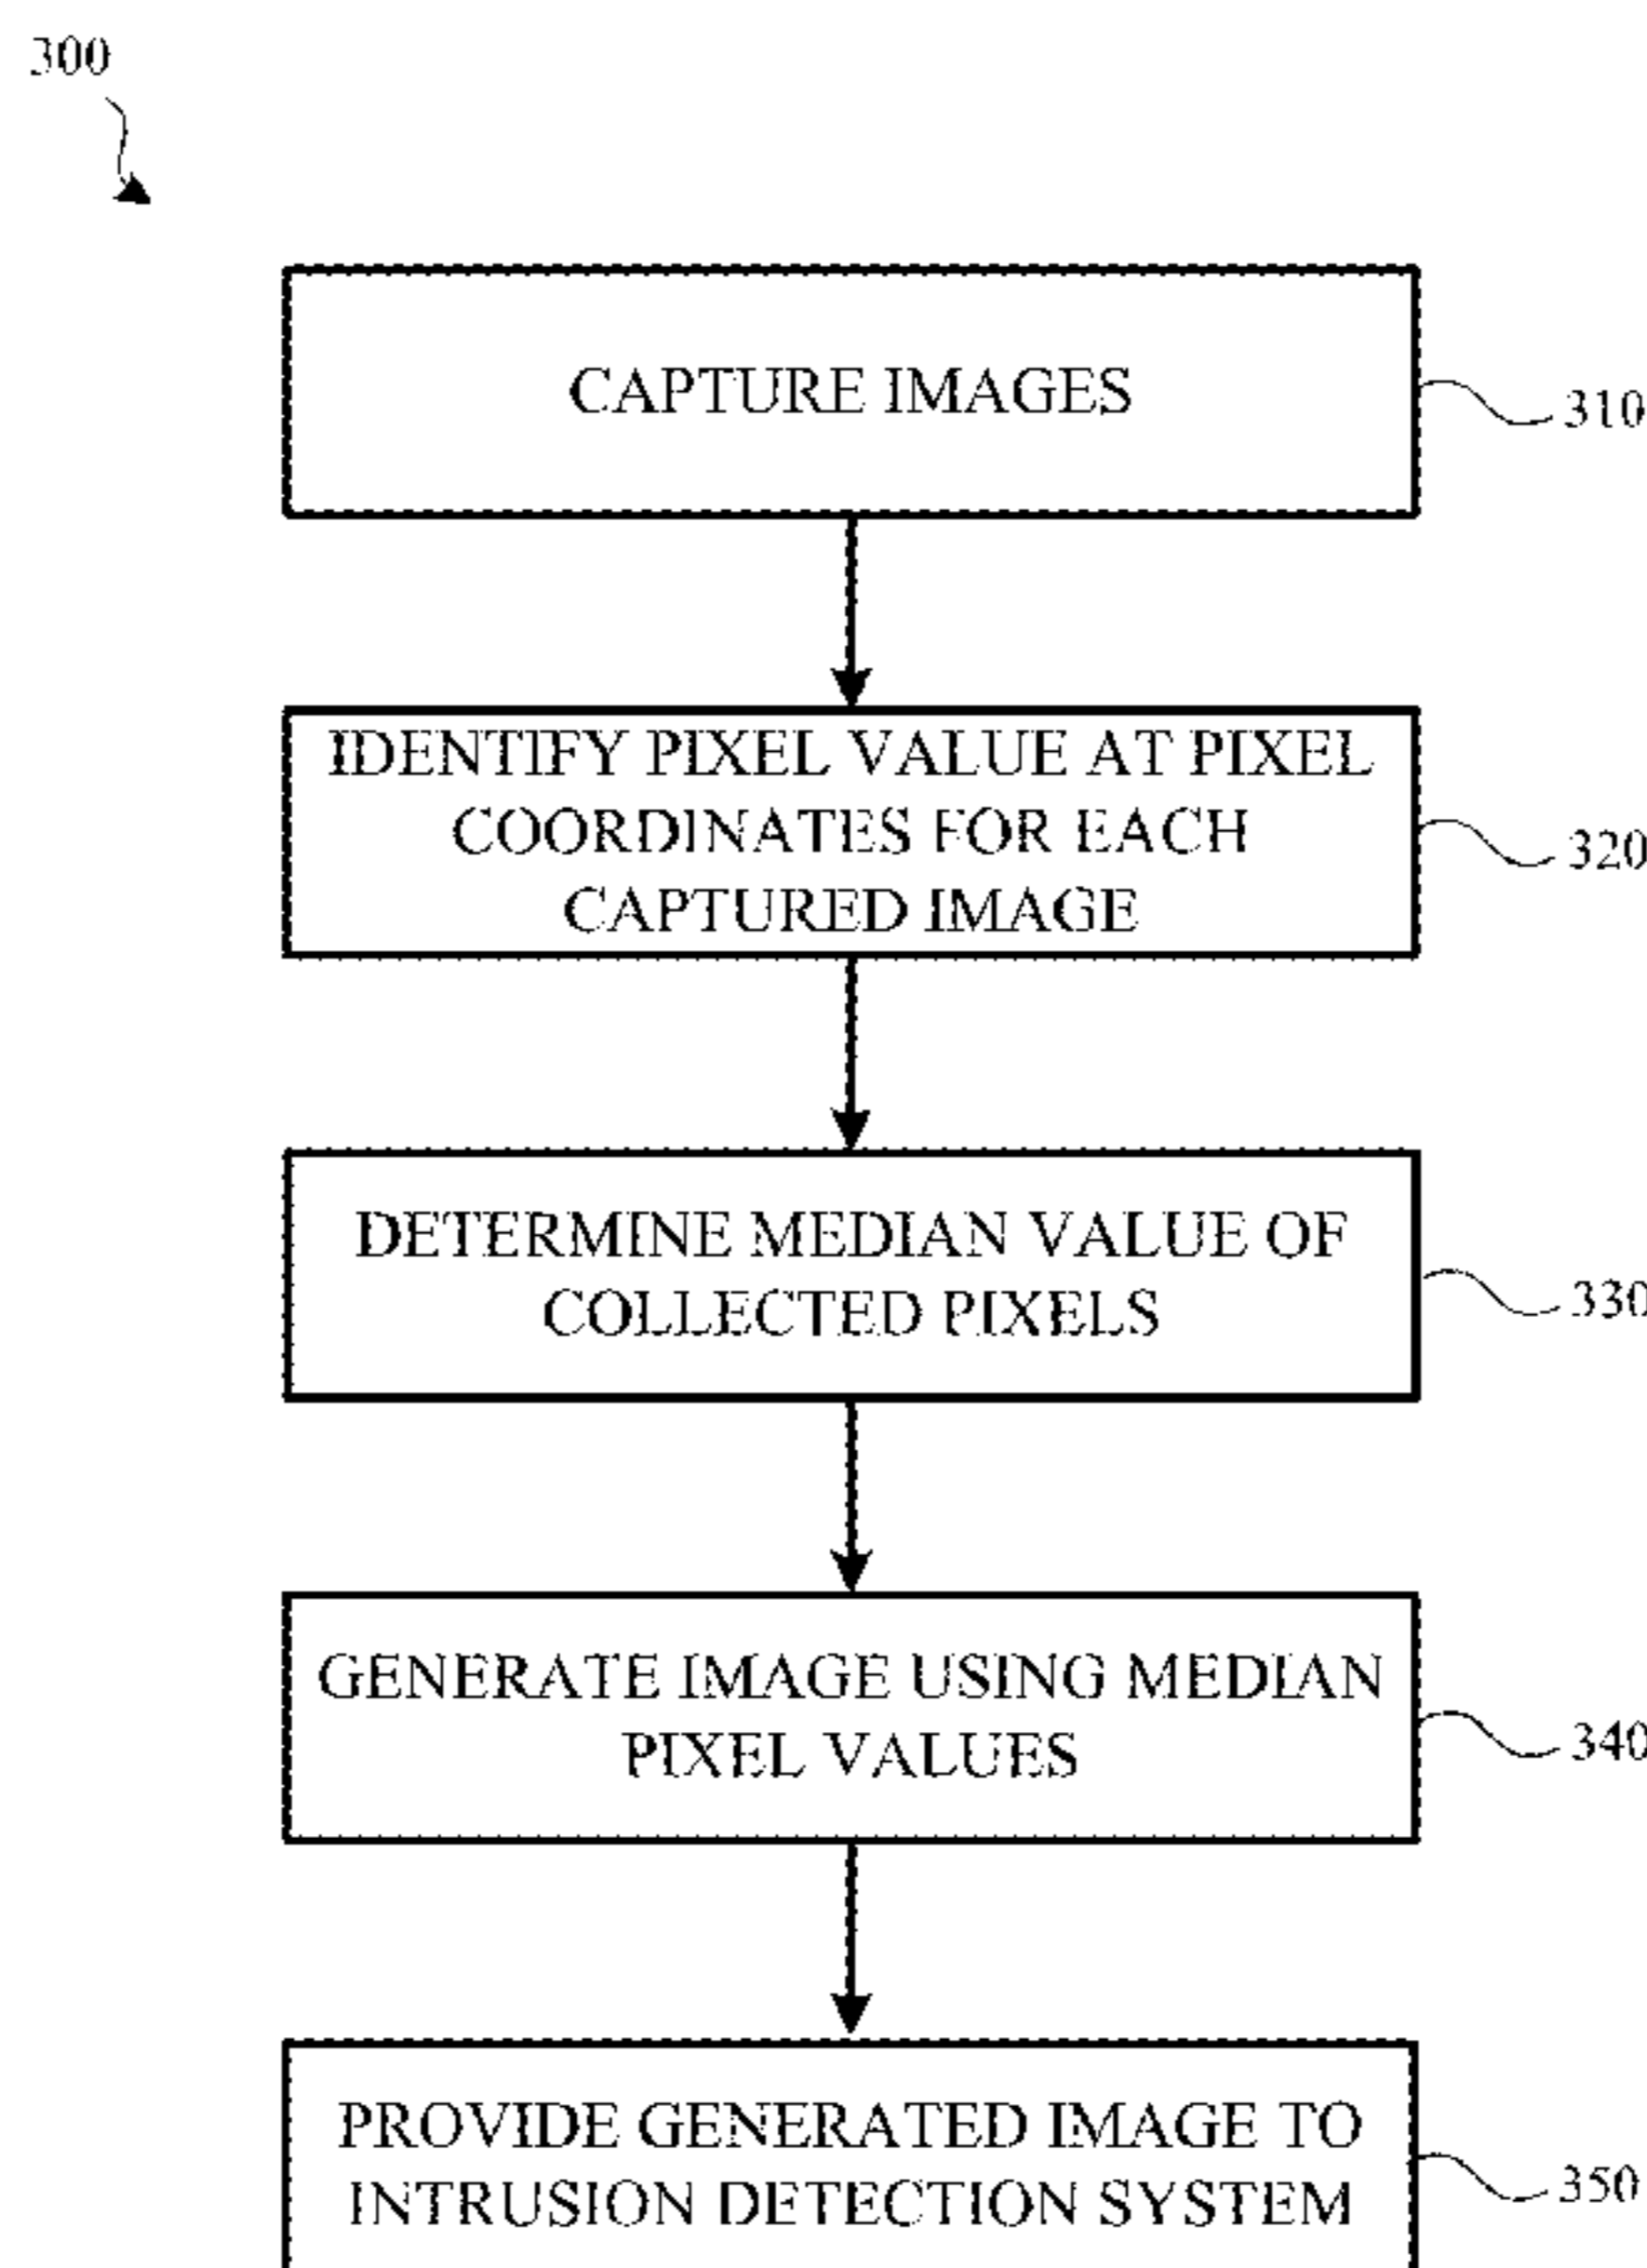 300
CAPTURE IMAGES
310
IDENTIFY PIXEL VALUE AT PIXEL
COORDINATES FOR EACH
CAPTURED IMAGE
320
DETERMINE MEDIAN VALUE OF
COLLECTED PIXELS
330
GENERATE IMAGE USING MEDIAN
PIXEL VALUES
340
PROVIDE GENERATED IMAGE TO
INTRUSION DETECTION SYSTEM
350